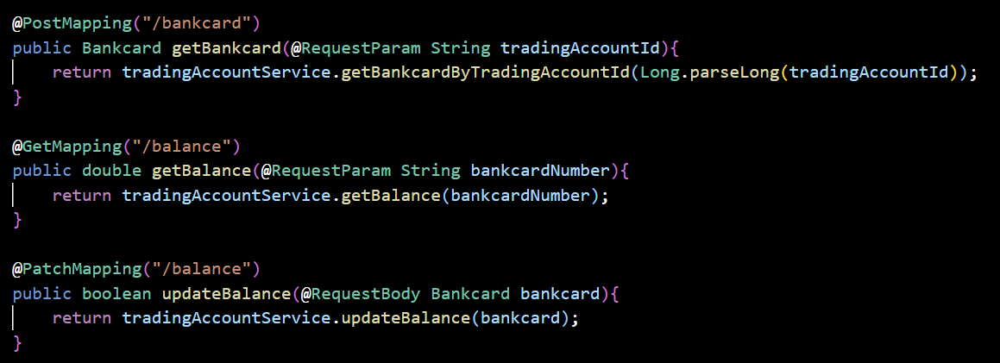 @PostMapping("/bankcard")
public Bankcard getBankcard(@RequestParam String tradingAccountId){
    return tradingAccountService.getBankcardByTradingAccountId(Long.parseLong(tradingAccountId));
}

@GetMapping("/balance")
public double getBalance(@RequestParam String bankcardNumber){
    return tradingAccountService.getBalance(bankcardNumber);
}

@PatchMapping("/balance")
public boolean updateBalance(@RequestBody Bankcard bankcard){
    return tradingAccountService.updateBalance(bankcard);
}